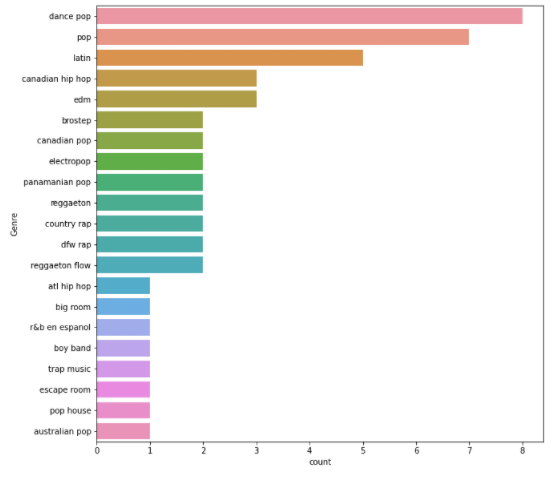 dance pop
pop
latin
canadian hip hop
edm
brostep
canadian pop
electropop
panamanian pop
reggaeton
country rap
dfw rap
reggaeton flow
atl hip hop
big room
r&b en espanol
boy band
trap music
escape room
pop house
australian pop
Genre
0 1 2 3 4 5 6 7 8
count